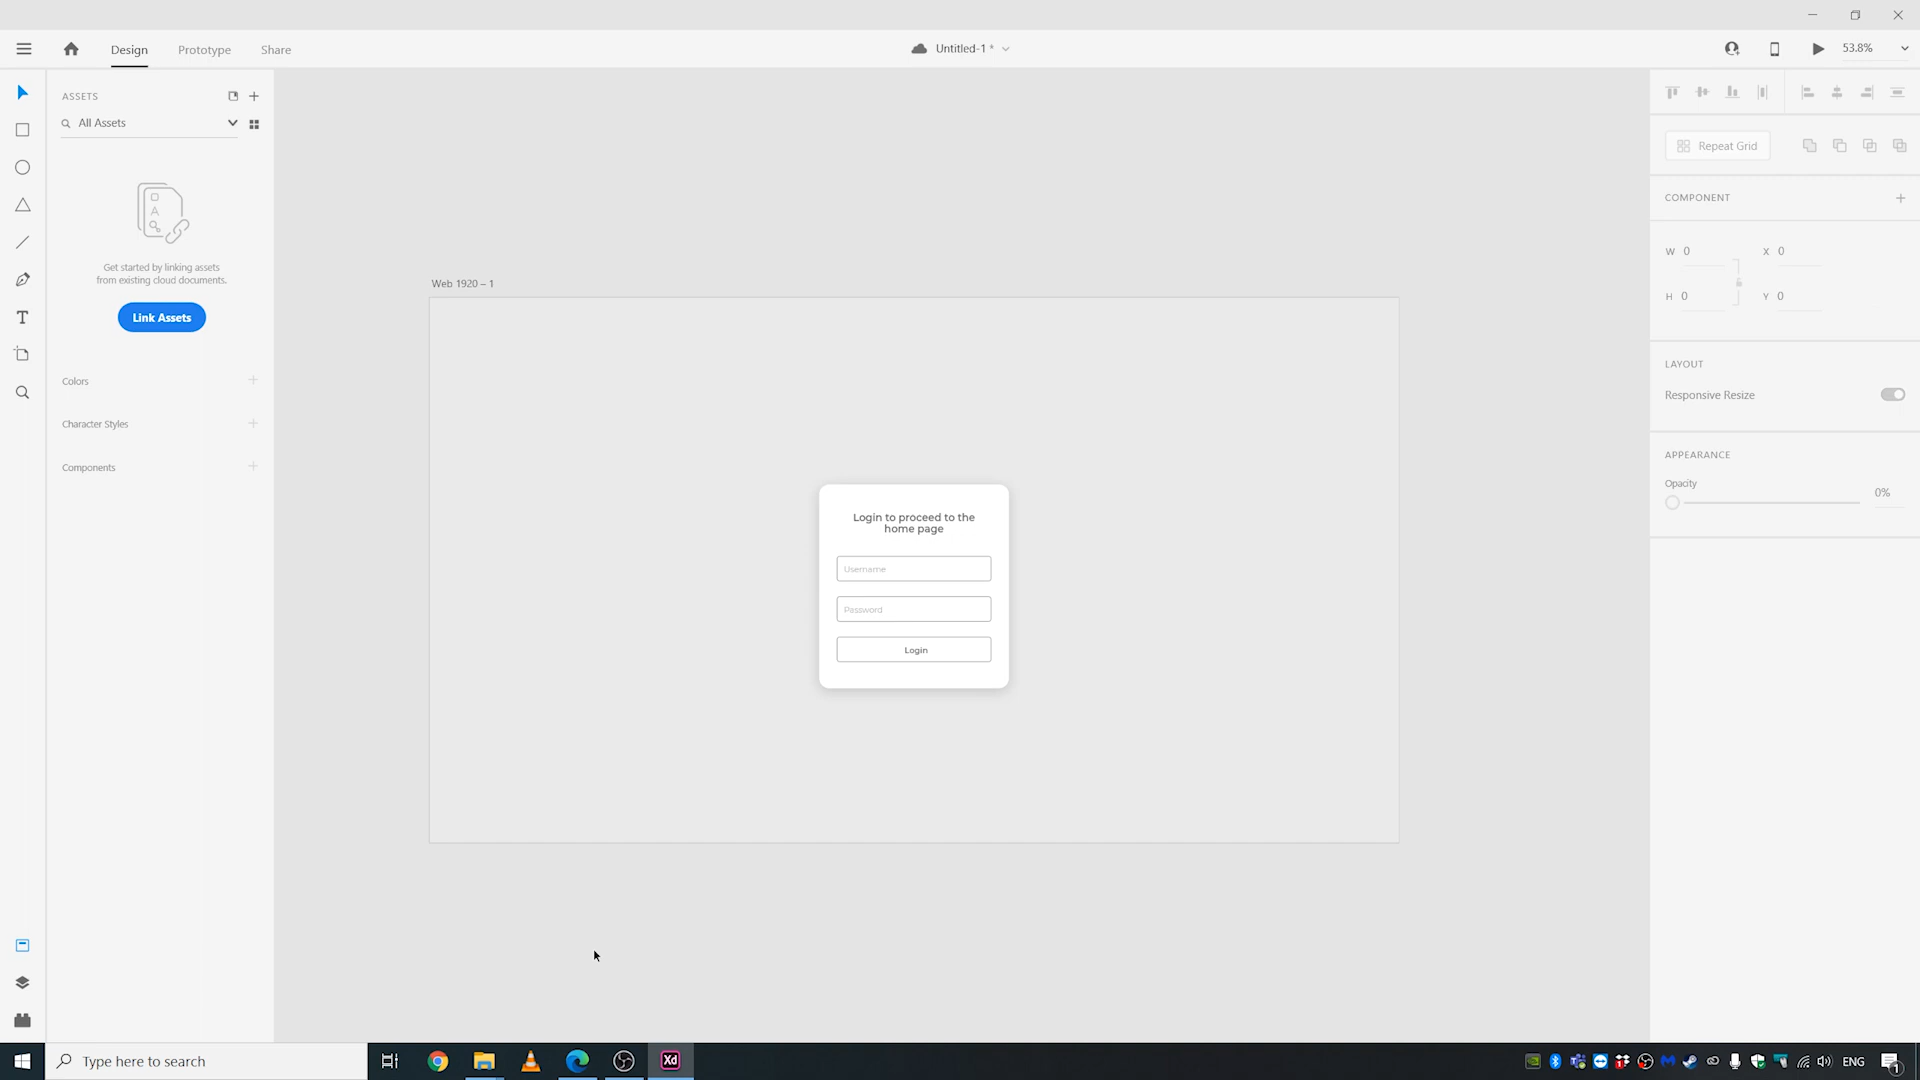 Design
Prototype
Share
Untitled-1 *
53.8%
ASSETS
All Assets
A
Get started by linking assets
from existing cloud documents.
Link Assets
Colors
Character Styles
Components
Web 1920 – 1
Login to proceed to the
home page
Username
Password
Login
Repeat Grid
COMPONENT
W 0
X 0
H 0
Y 0
LAYOUT
Responsive Resize
APPEARANCE
Opacity
0%
Type here to search
Xd
ENG
1